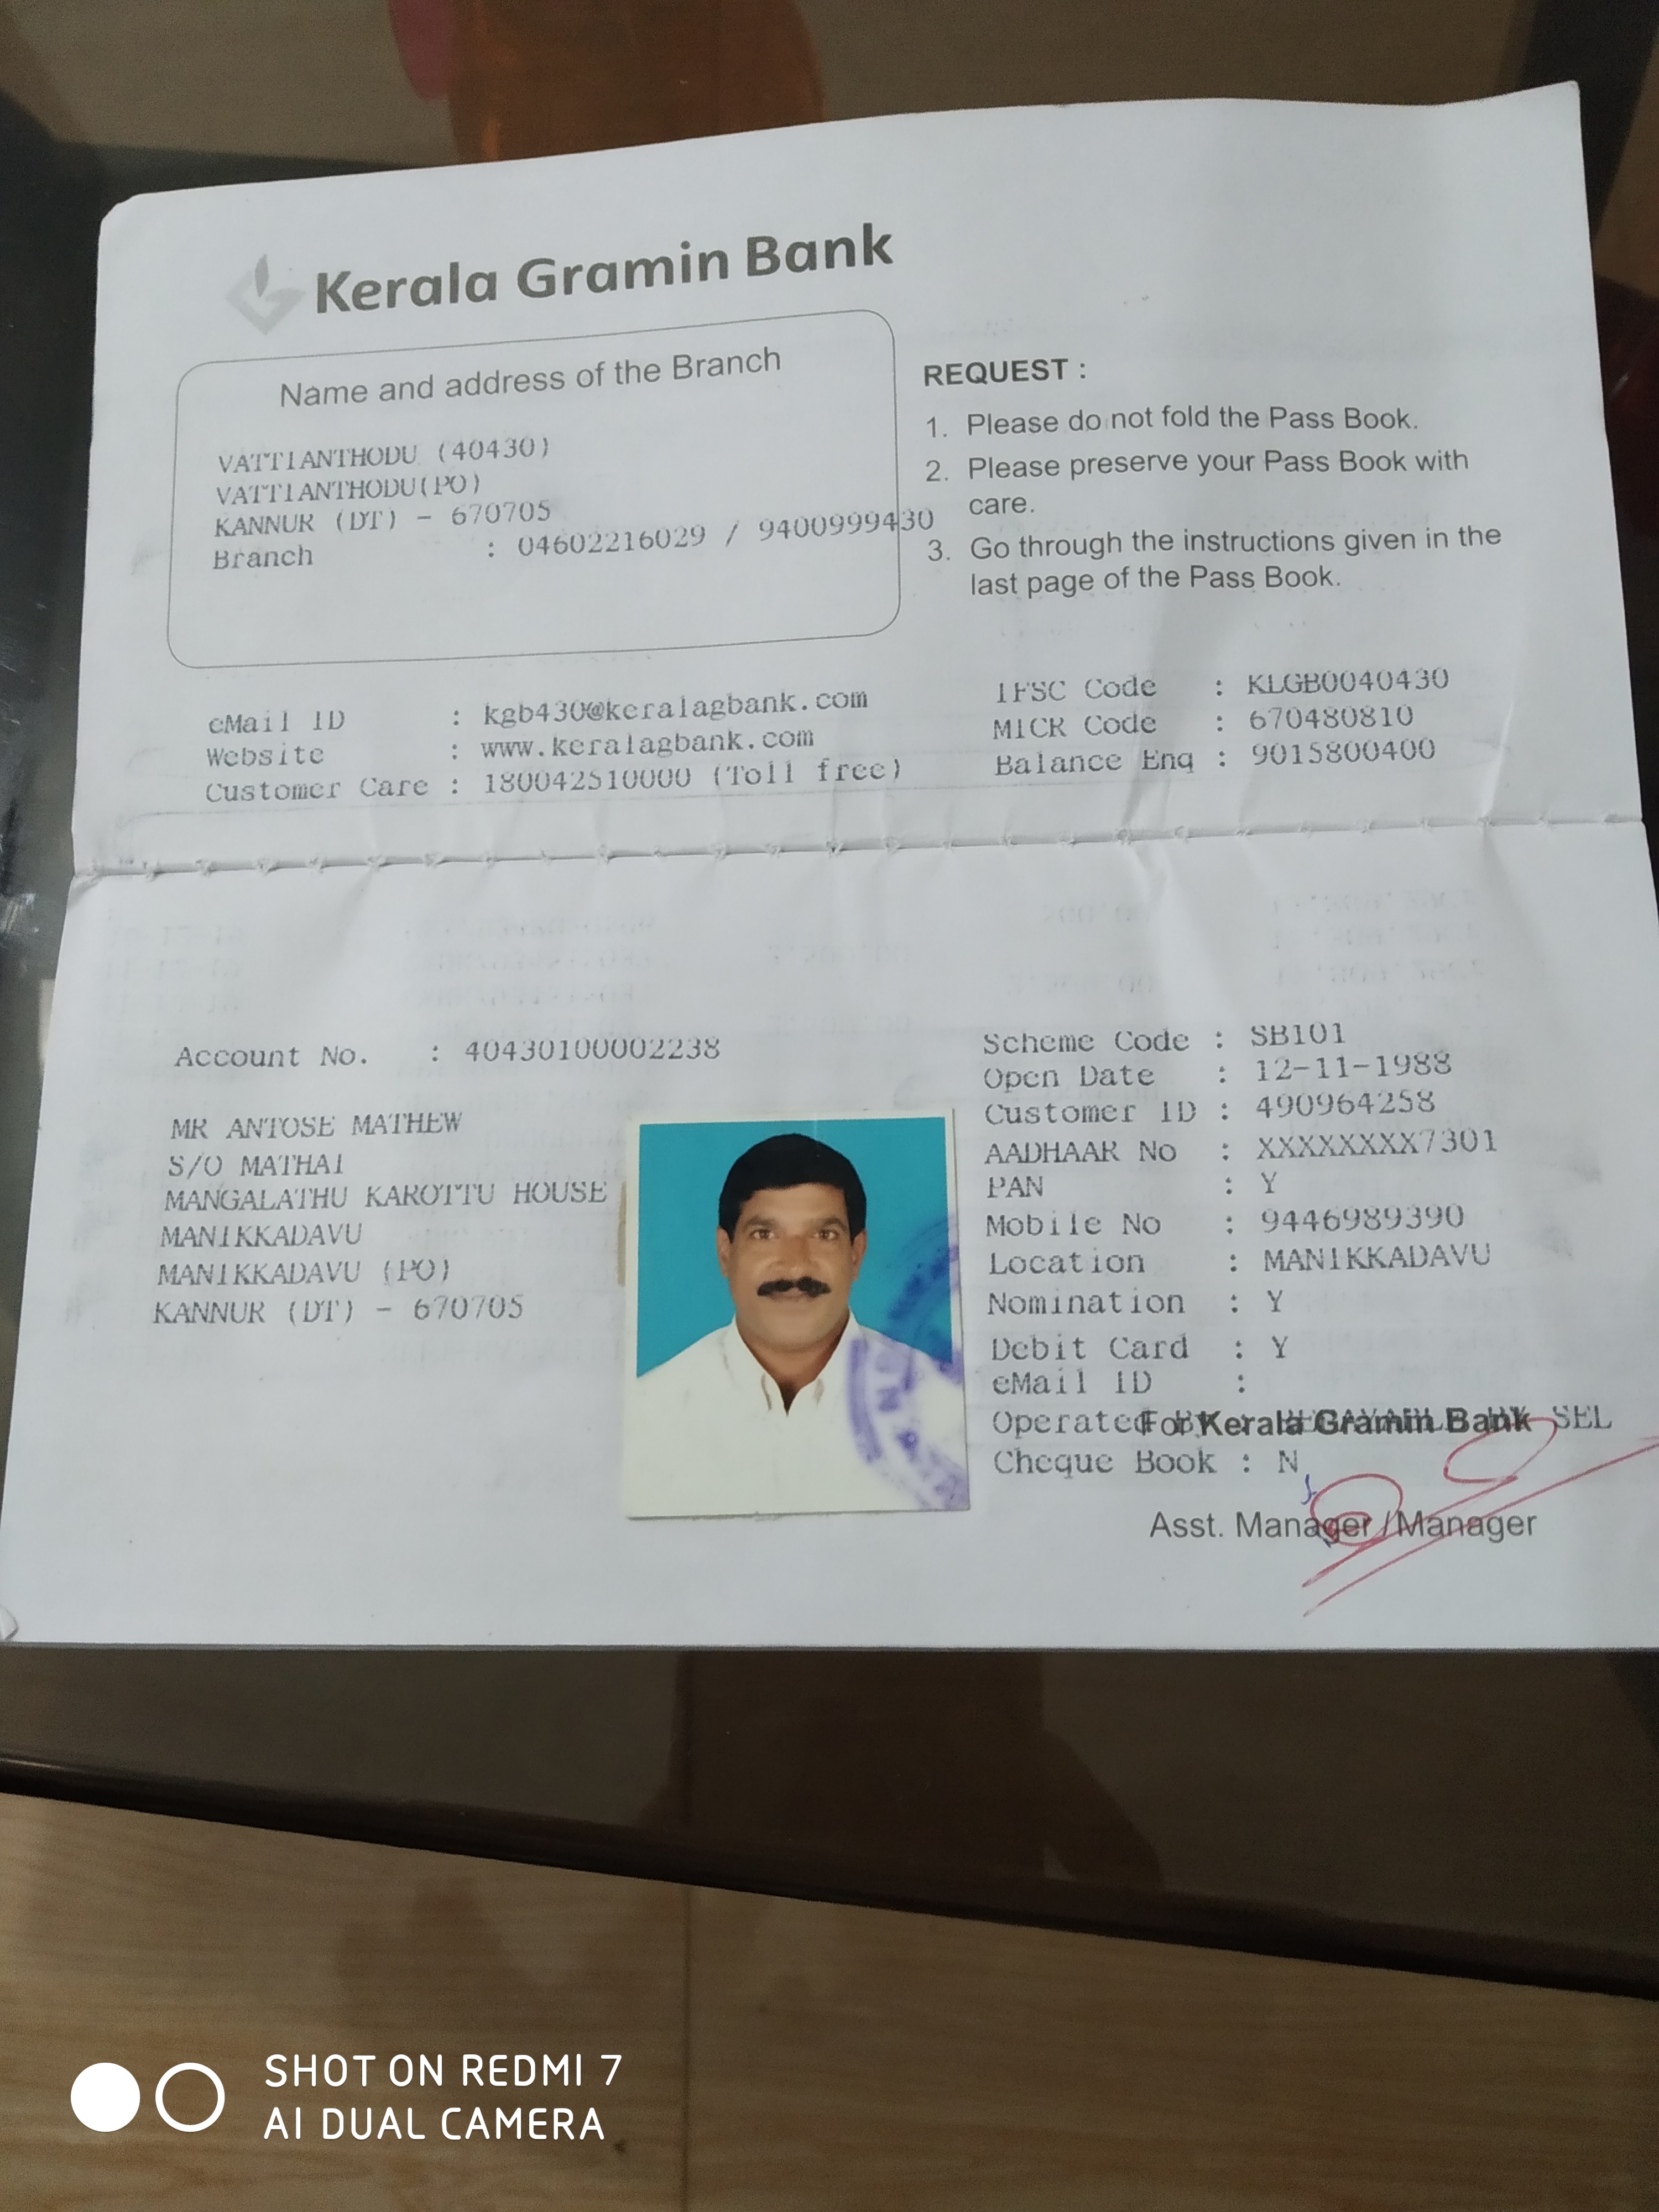 Kerala Gramin Bank
Name and address of the Branch
VATTIANTHODU (40430)
VATTIANTHODU(PO)
KANNUR (DT) - 670705
Branch : 04602216029 / 9400999430
REQUEST :
1. Please do not fold the Pass Book.
2. Please preserve your Pass Book with
care.
3. Go through the instructions given in the
last page of the Pass Book.
eMail ID : kgb430@keralagbank.com
Website : www.keralagbank.com
Customer Care : 180042510000 (Toll free)
IFSC Code : KLGB0040430
MICR Code : 670480810
Balance Enq : 9015800400
Account No. : 40430100002238
MR ANTOSE MATHEW
S/O MATHAI
MANGALATHU KAROTTU HOUSE
MANIKKADAVU
MANIKKADAVU (PO)
KANNUR (DT) - 670705
Scheme Code : SB101
Open Date : 12-11-1988
Customer ID : 490964258
AADHAAR No : XXXXXXXX7301
PAN : Y
Mobile No : 9446989390
Location : MANIKKADAVU
Nomination : Y
Debit Card : Y
eMail ID :
Operated By : SEL
For Kerala Gramin Bank
Cheque Book : N
Asst. Manager / Manager
SHOT ON REDMI 7
AI DUAL CAMERA